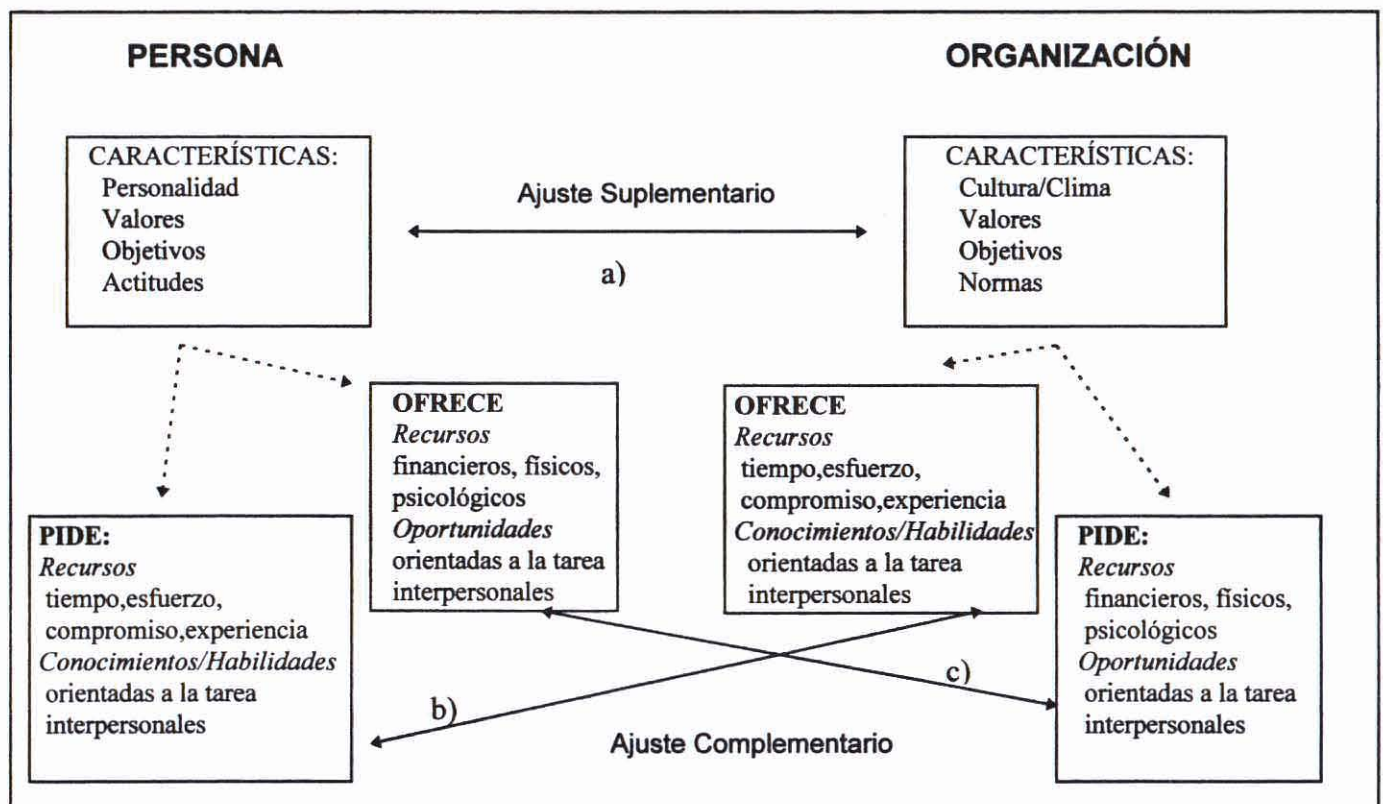 PERSONA
ORGANIZACIÓN
CARACTERÍSTICAS:
Personalidad
Valores
Objetivos
Actitudes
Ajuste Suplementario
a)
CARACTERÍSTICAS:
Cultura/Clima
Valores
Objetivos
Normas
OFRECE
Recursos
financieros, físicos,
psicológicos
Oportunidades
orientadas a la tarea
interpersonales
OFRECE
Recursos
tiempo,esfuerzo,
compromiso,experiencia
Conocimientos/Habilidades
orientadas a la tarea
interpersonales
PIDE:
Recursos
tiempo,esfuerzo,
compromiso,experiencia
Conocimientos/Habilidades
orientadas a la tarea
interpersonales
PIDE:
Recursos
financieros, físicos,
psicológicos
Oportunidades
orientadas a la tarea
interpersonales
b)
c)
Ajuste Complementario